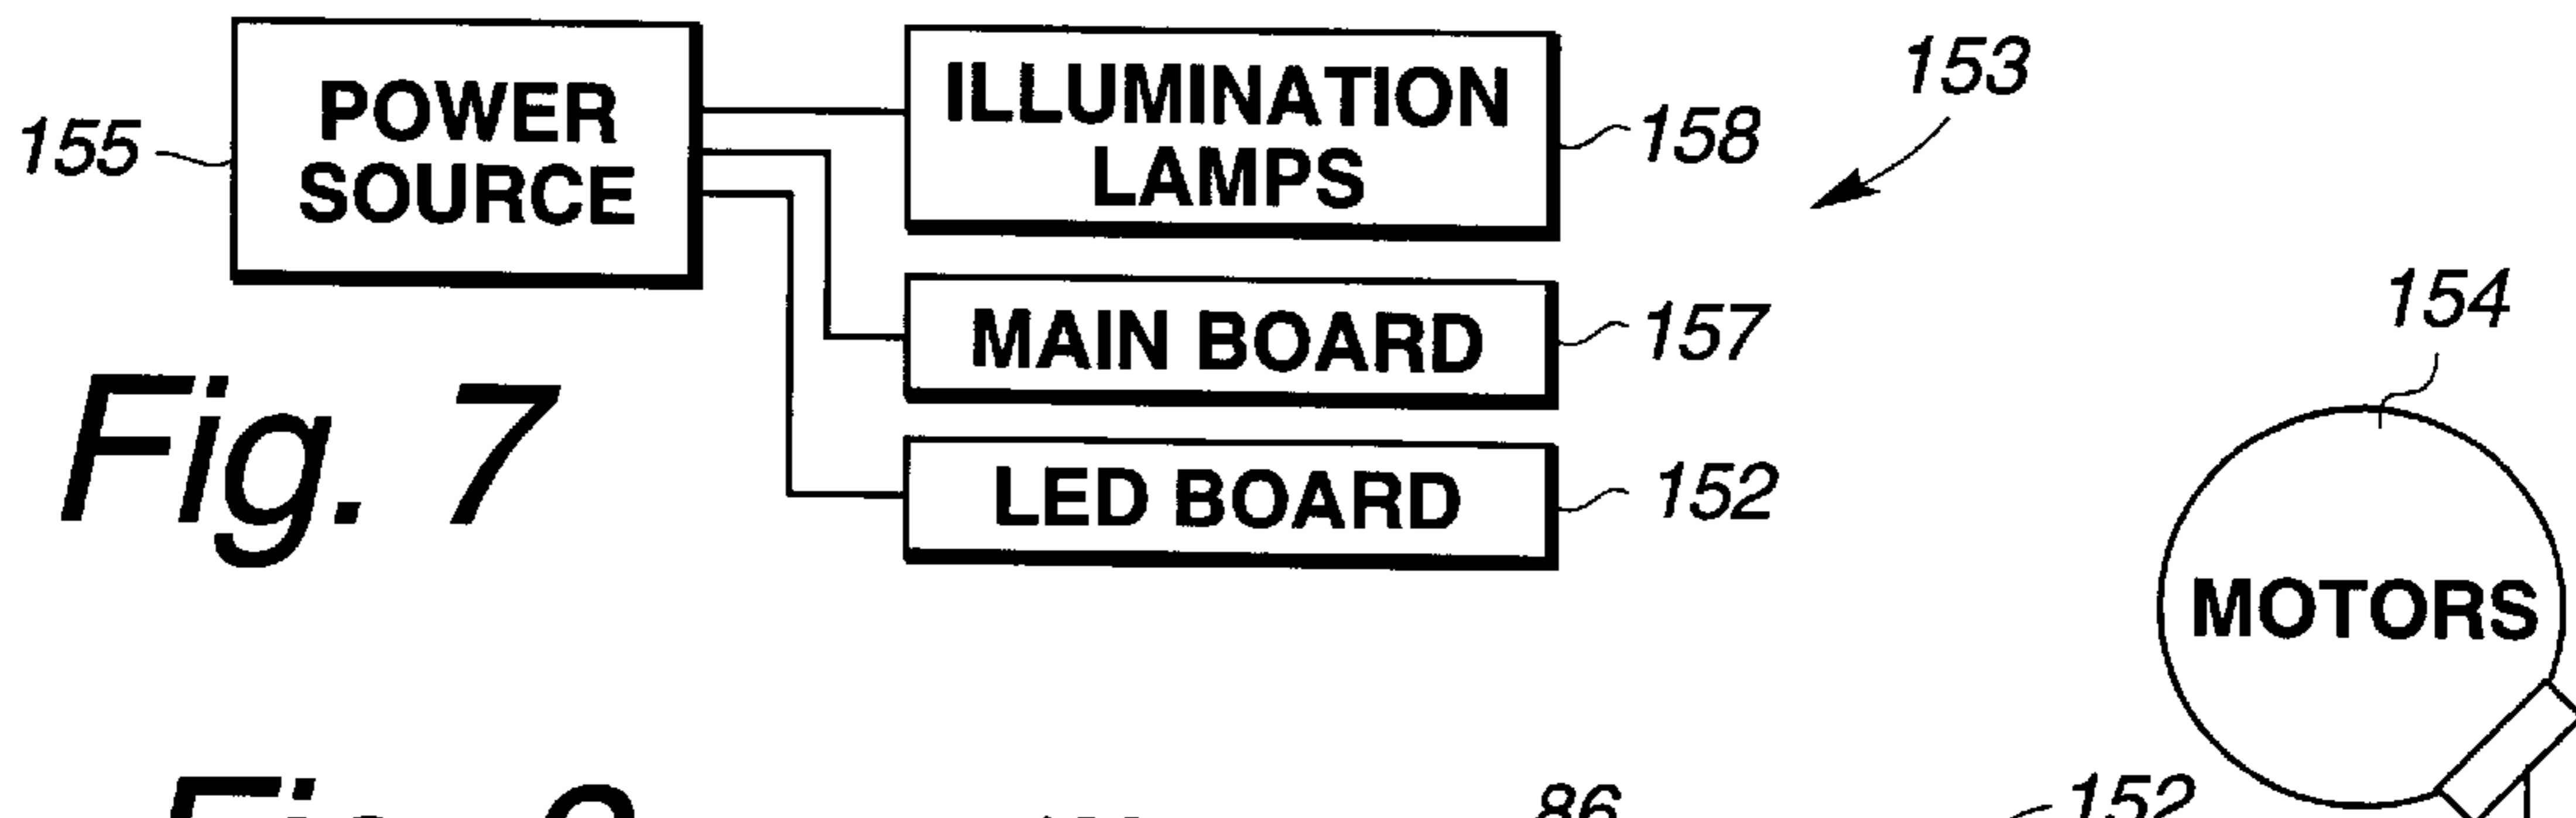 155
POWER
SOURCE
ILLUMINATION
LAMPS
158
153
MAIN BOARD
157
LED BOARD
152
Fig. 7
154
MOTORS
86
152